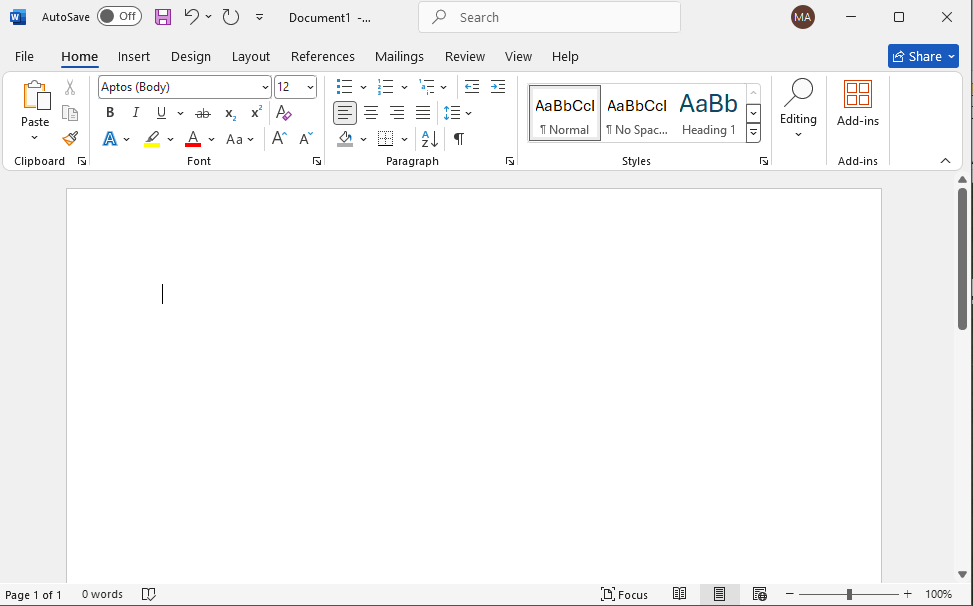 AutoSave Off Document1 -... Search MA
File Home Insert Design Layout References Mailings Review View Help Share
Aptos (Body) 12
AaBbCcI AaBbCcI AaBb
Paste
B I U ab x₂ x²
¶ Normal ¶ No Spac... Heading 1
Editing
Add-ins
A A Aa A A A Z ¶
Clipboard Font Paragraph Styles Add-ins
Page 1 of 1 0 words Focus 100%